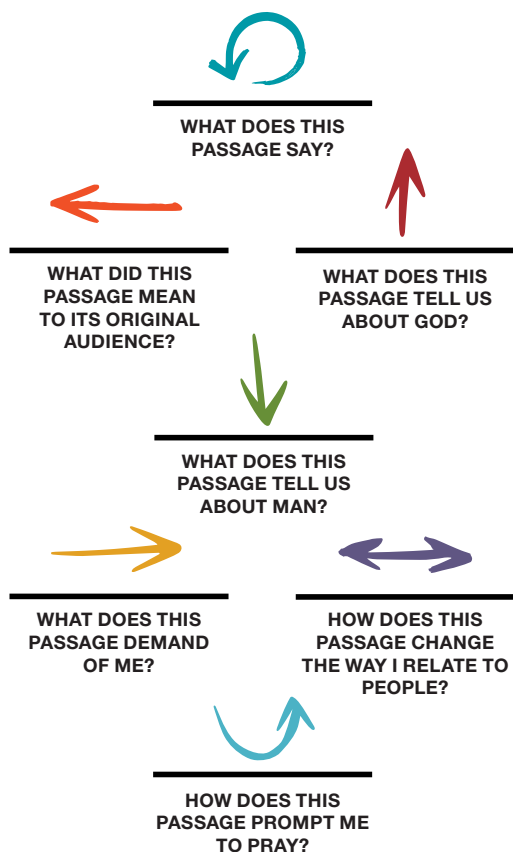 WHAT DOES THIS
PASSAGE SAY?
WHAT DID THIS
PASSAGE MEAN
TO ITS ORIGINAL
AUDIENCE?
WHAT DOES THIS
PASSAGE TELL US
ABOUT GOD?
WHAT DOES THIS
PASSAGE TELL US
ABOUT MAN?
WHAT DOES THIS
PASSAGE DEMAND
OF ME?
HOW DOES THIS
PASSAGE CHANGE
THE WAY I RELATE TO
PEOPLE?
HOW DOES THIS
PASSAGE PROMPT ME
TO PRAY?